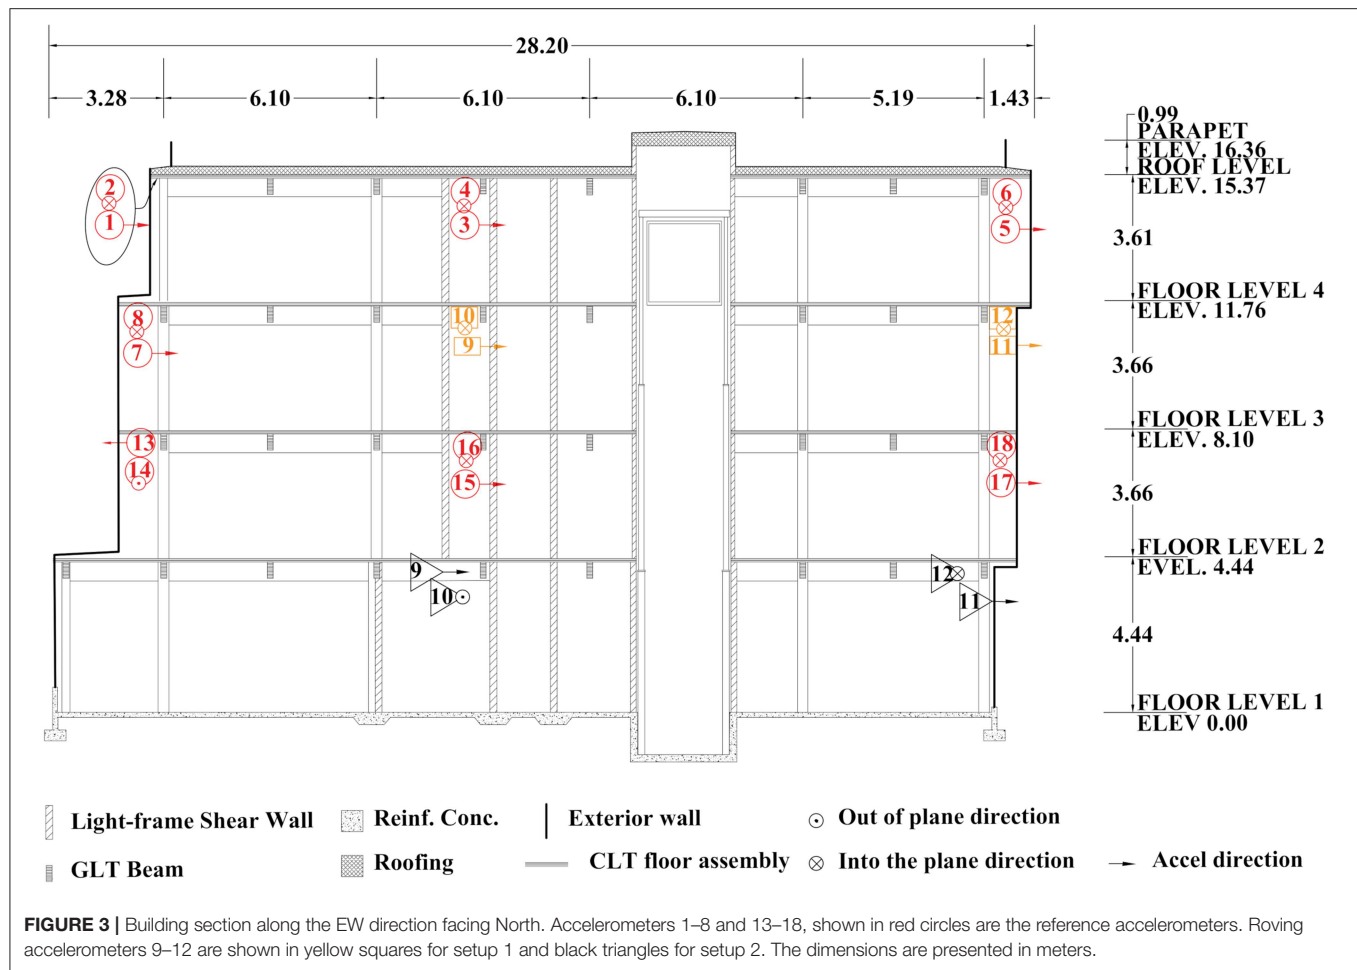 28.20
3.28 6.10 6.10 6.10 5.19 1.43
0.99
PARAPET
ELEV. 16.36
ROOF LEVEL
ELEV. 15.37
2 4 6
1 3 5
3.61
FLOOR LEVEL 4
ELEV. 11.76
8 10 12
7 9 11
3.66
FLOOR LEVEL 3
ELEV. 8.10
13 16 18
14 15 17
3.66
FLOOR LEVEL 2
EVEL. 4.44
9 12
10 11
4.44
FLOOR LEVEL 1
ELEV 0.00
Light-frame Shear Wall Reinf. Conc. Exterior wall Out of plane direction
GLT Beam Roofing CLT floor assembly Into the plane direction Accel direction
FIGURE 3 | Building section along the EW direction facing North. Accelerometers 1–8 and 13–18, shown in red circles are the reference accelerometers. Roving
accelerometers 9–12 are shown in yellow squares for setup 1 and black triangles for setup 2. The dimensions are presented in meters.